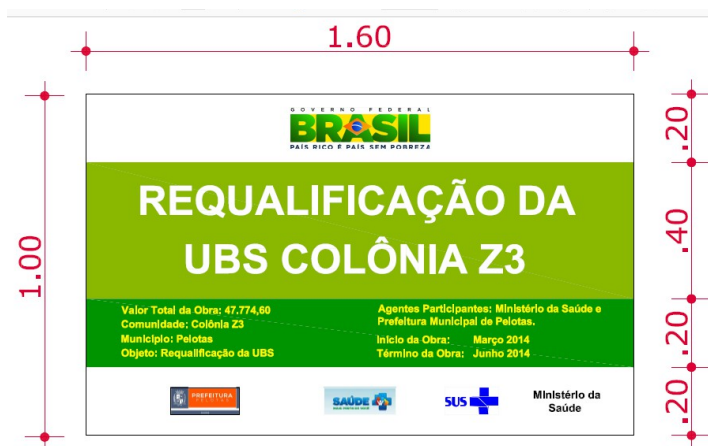 1.60
GOVERNO FEDERAL
BRASIL
PAÍS RICO É PAÍS SEM POBREZA
.20
1.00
REQUALIFICAÇÃO DA
UBS COLÔNIA Z3
.40
Valor Total da Obra: 47.774,60
Comunidade: Colônia Z3
Município: Pelotas
Objeto: Requalificação da UBS
Agentes Participantes: Ministério da Saúde e
Prefeitura Municipal de Pelotas.
Início da Obra: Março 2014
Término da Obra: Junho 2014
.20
PREFEITURA
PELOTAS
SAÚDE
SUS
Ministério da
Saúde
.20